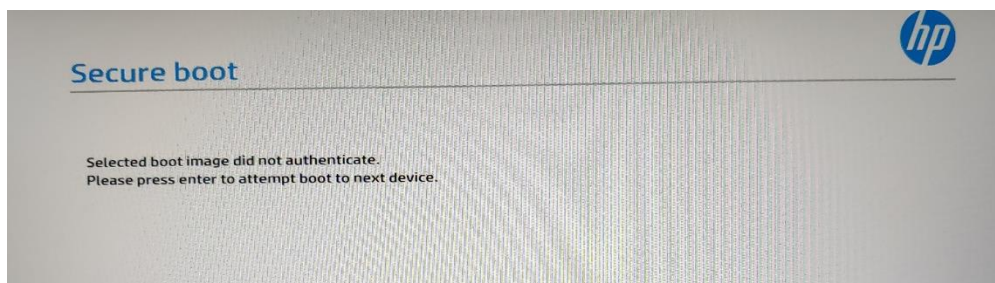 hp
Secure boot
Selected boot image did not authenticate.
Please press enter to attempt boot to next device.